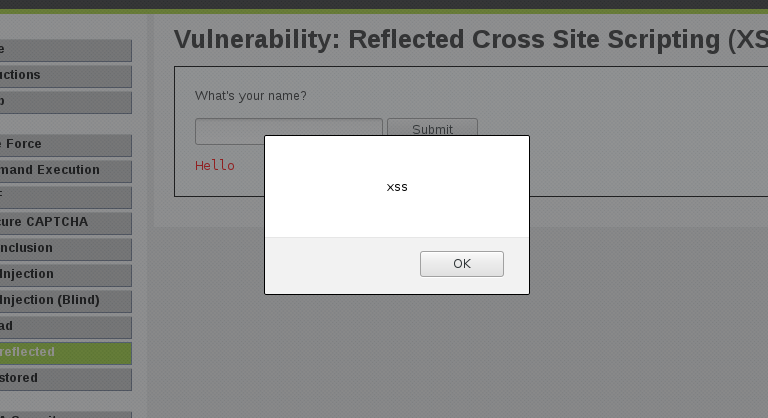 Vulnerability: Reflected Cross Site Scripting (XS
What's your name?
Submit
Hello
xss
OK
e
uctions
p
e Force
mand Execution
F
cure CAPTCHA
Inclusion
Injection
Injection (Blind)
ad
reflected
stored